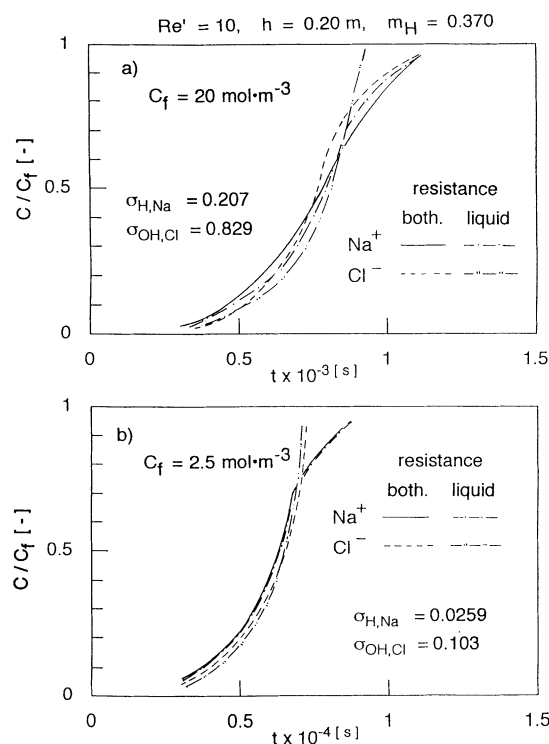 Re' = 10, h = 0.20 m, m_H = 0.370
1
a)
C_f = 20 mol•m⁻³
C / C_f [ - ]
0.5
σ_H,Na = 0.207
σ_OH,Cl = 0.829
resistance
both. liquid
Na⁺
Cl⁻
0
0 0.5 1 1.5
t x 10⁻³ [ s ]
1
b)
C_f = 2.5 mol•m⁻³
C / C_f [ - ]
resistance
both. liquid
Na⁺
Cl⁻
0.5
σ_H,Na = 0.0259
σ_OH,Cl = 0.103
0
0 0.5 1 1.5
t x 10⁻⁴ [ s ]